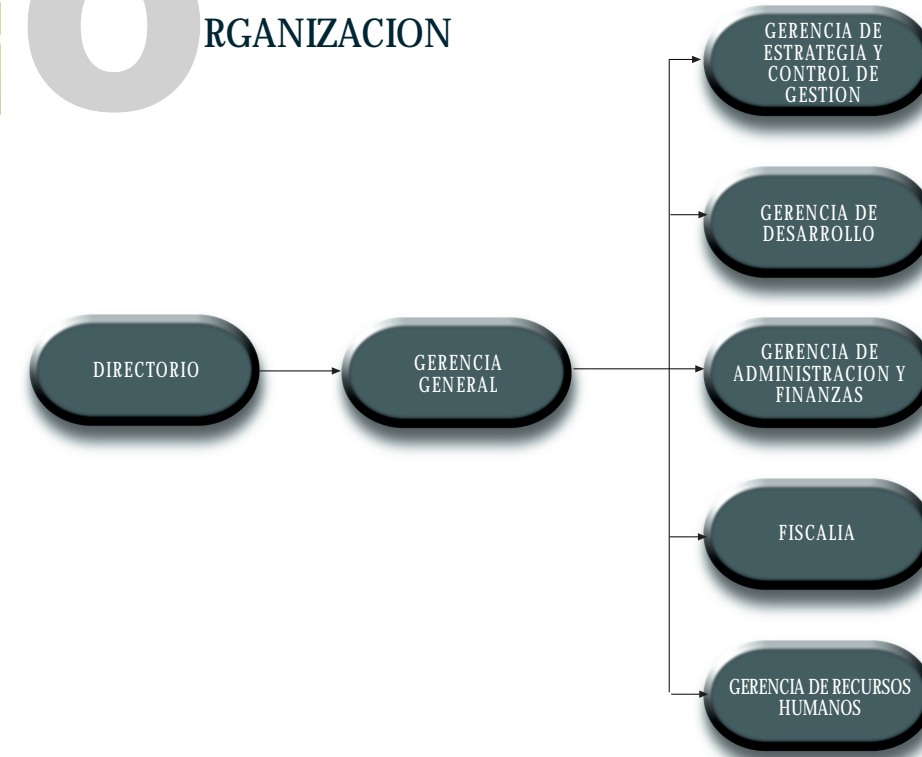 ORGANIZACION
GERENCIA DE
ESTRATEGIA Y
CONTROL DE
GESTION
GERENCIA DE
DESARROLLO
DIRECTORIO
GERENCIA
GENERAL
GERENCIA DE
ADMINISTRACION Y
FINANZAS
FISCALIA
GERENCIA DE RECURSOS
HUMANOS